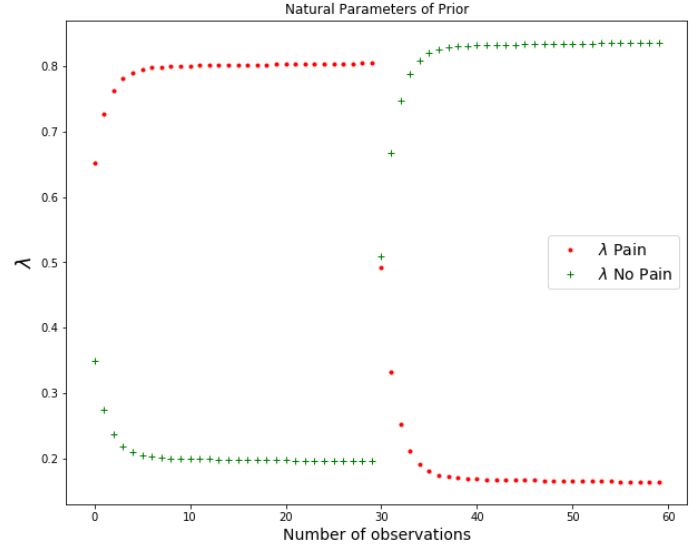 Natural Parameters of Prior
λ
0.8
0.7
0.6
0.5
0.4
0.3
0.2
λ Pain
λ No Pain
0 10 20 30 40 50 60
Number of observations